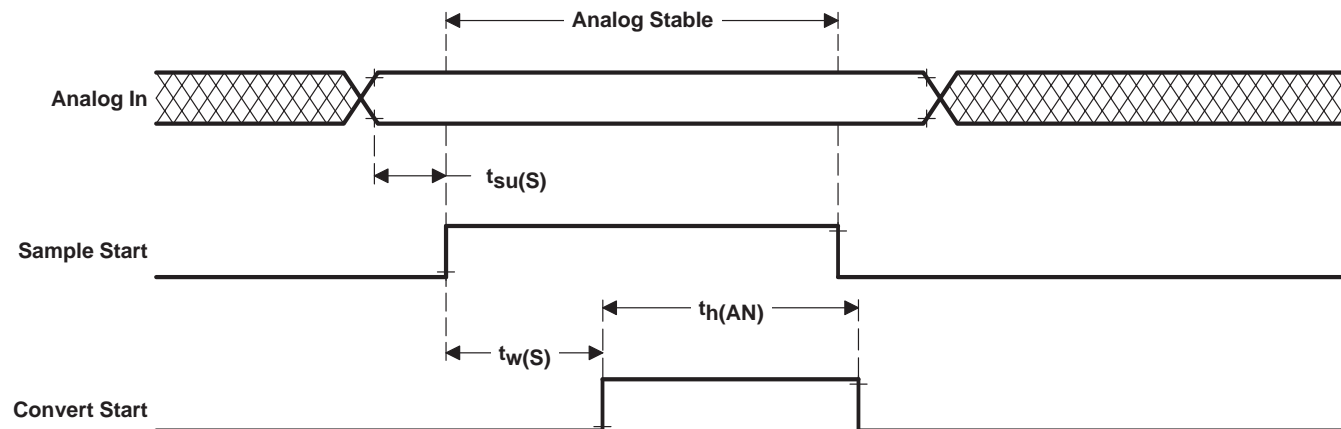 Analog Stable
Analog In
tsu(S)
Sample Start
th(AN)
tw(S)
Convert Start